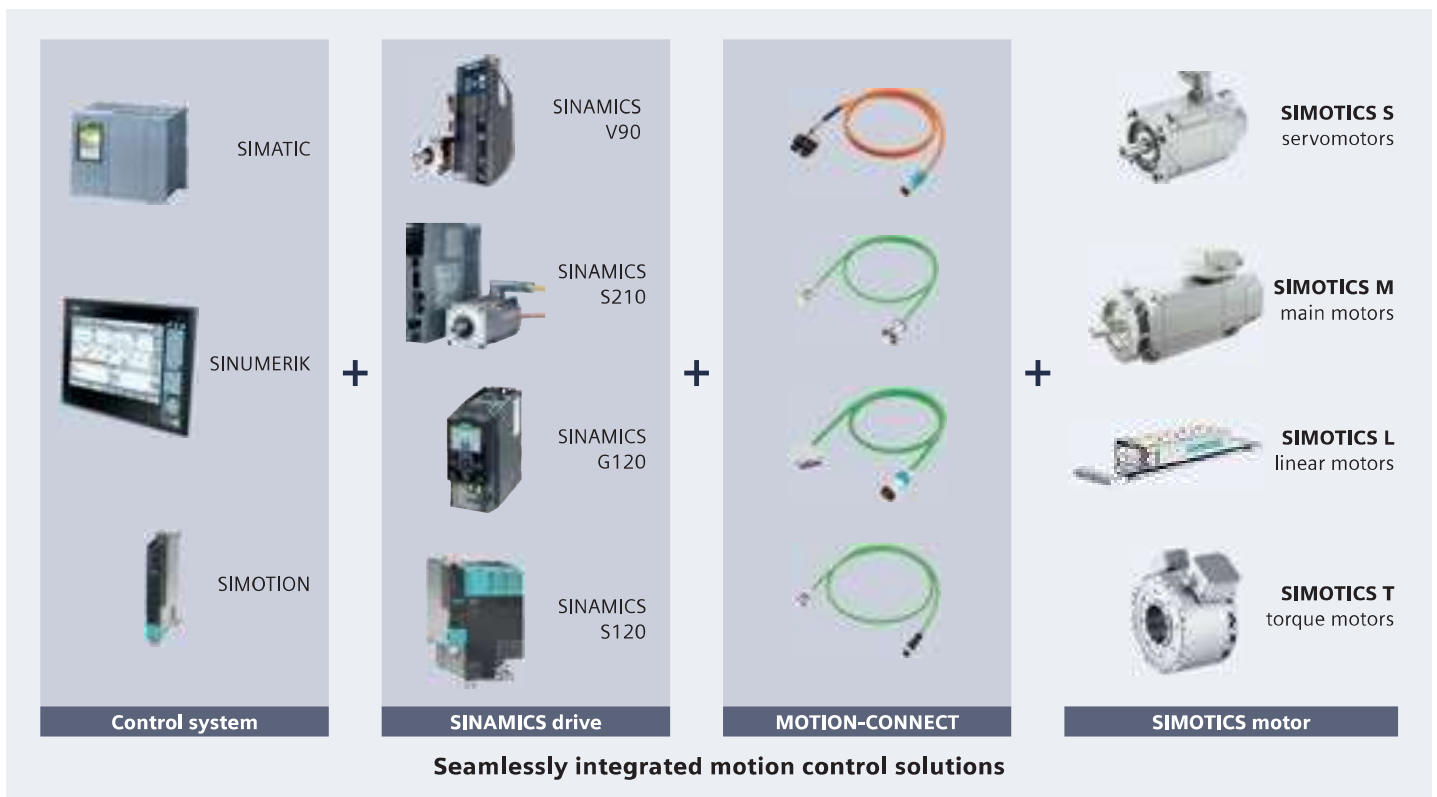 SIMATIC
SINUMERIK
SIMOTION
Control system
+
SINAMICS
V90
SINAMICS
S210
SINAMICS
G120
SINAMICS
S120
SINAMICS drive
+
MOTION-CONNECT
+
SIMOTICS S
servomotors
SIMOTICS M
main motors
SIMOTICS L
linear motors
SIMOTICS T
torque motors
SIMOTICS motor
Seamlessly integrated motion control solutions